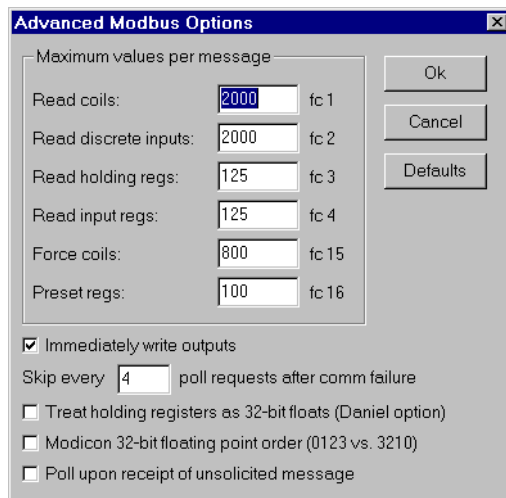 Advanced Modbus Options
Maximum values per message
Read coils: 2000 fc 1
Read discrete inputs: 2000 fc 2
Read holding regs: 125 fc 3
Read input regs: 125 fc 4
Force coils: 800 fc 15
Preset regs: 100 fc 16
Ok
Cancel
Defaults
Immediately write outputs
Skip every 4 poll requests after comm failure
Treat holding registers as 32-bit floats (Daniel option)
Modicon 32-bit floating point order (0123 vs. 3210)
Poll upon receipt of unsolicited message